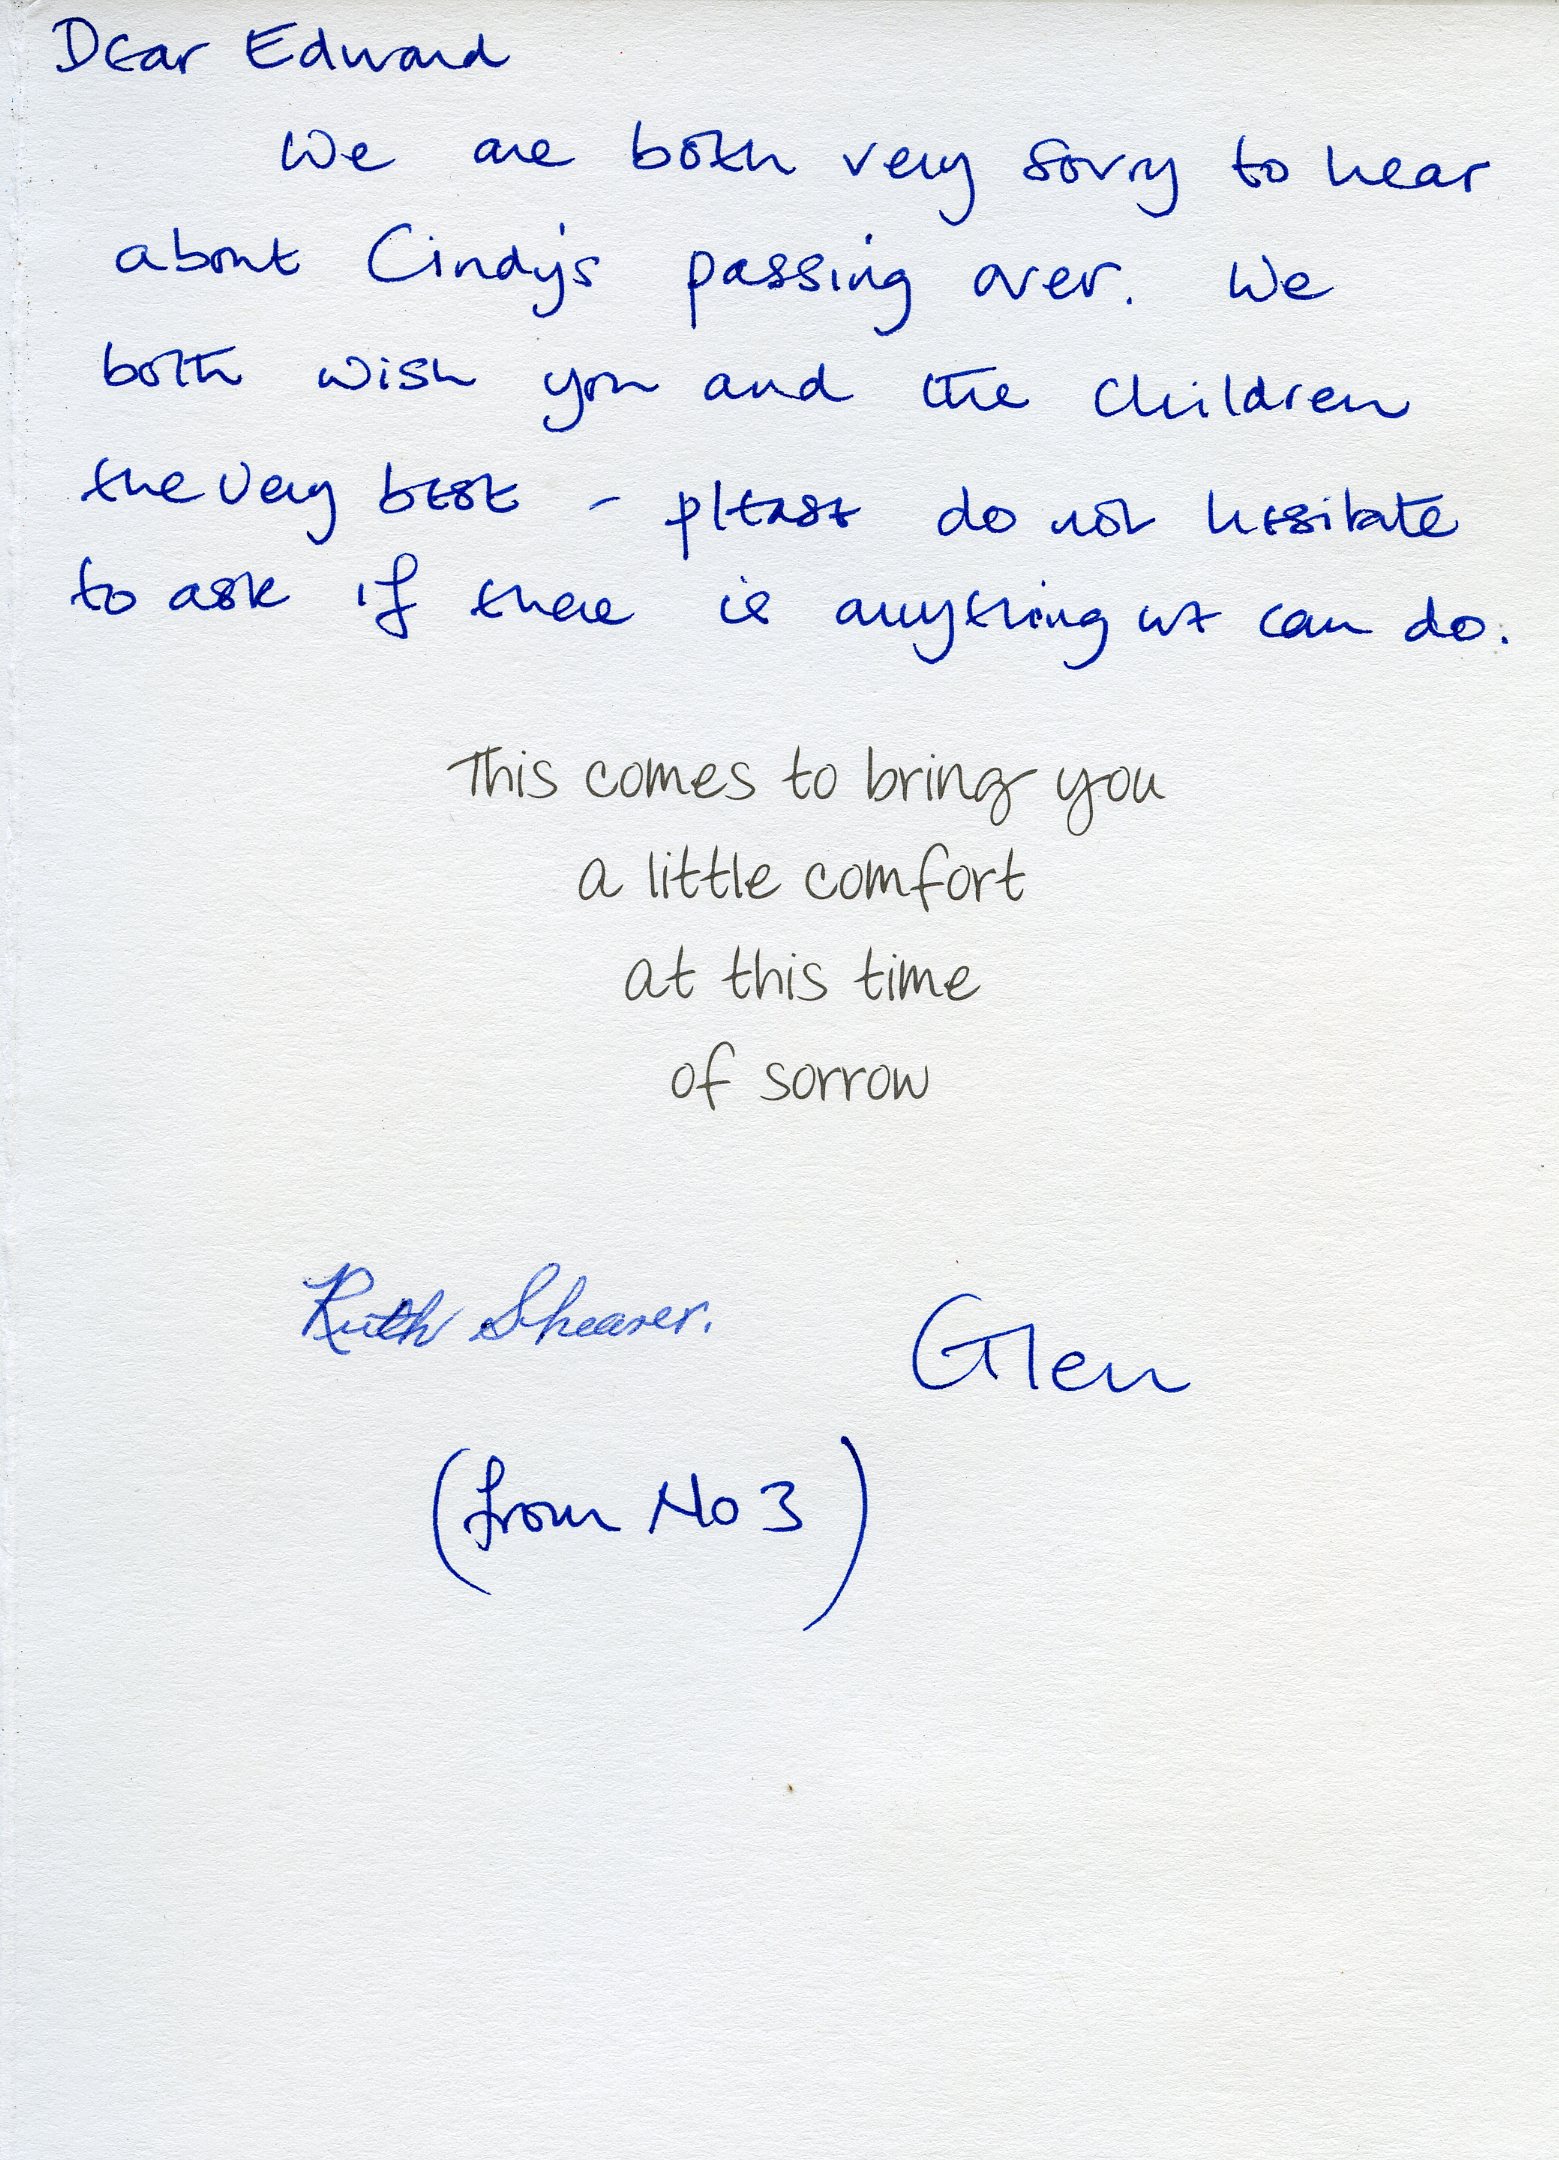 Dear Edward
We are both very sorry to hear
about Cindy's passing over. We
both wish you and the children
the very best - please do not hesitate
to ask if there is anything we can do.
This comes to bring you
a little comfort
at this time
of sorrow
Ruth Shearer. Glen
(from No 3)